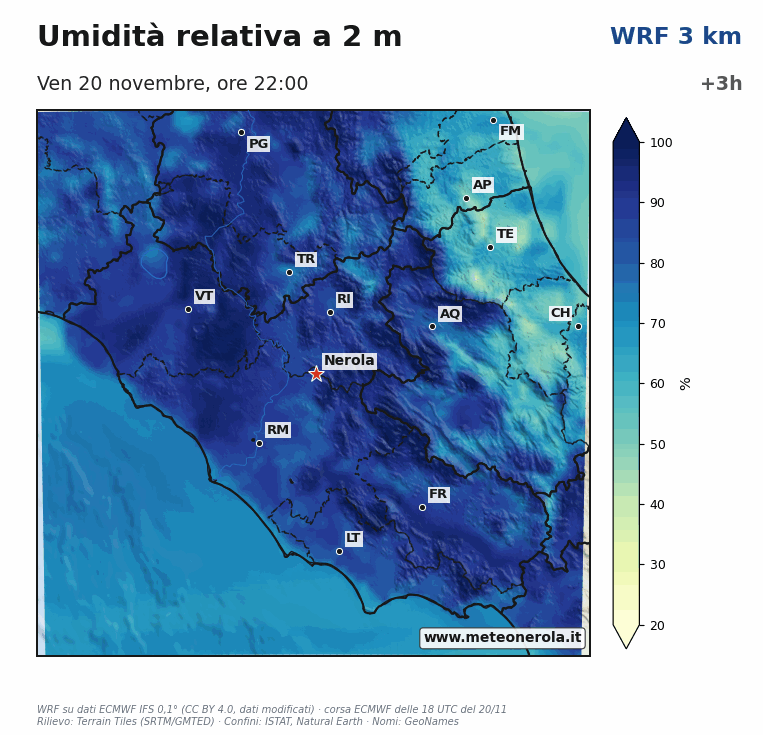 Umidità relativa a 2 m
WRF 3 km
Ven 20 novembre, ore 22:00
+3h
FM
PG
AP
TE
TR
VT
RI
AQ
CH
Nerola
RM
FR
LT
www.meteonerola.it
100
90
80
70
60
50
40
30
20
%
WRF su dati ECMWF IFS 0,1° (CC BY 4.0, dati modificati) · corsa ECMWF delle 18 UTC del 20/11
Rilievo: Terrain Tiles (SRTM/GMTED) · Confini: ISTAT, Natural Earth · Nomi: GeoNames